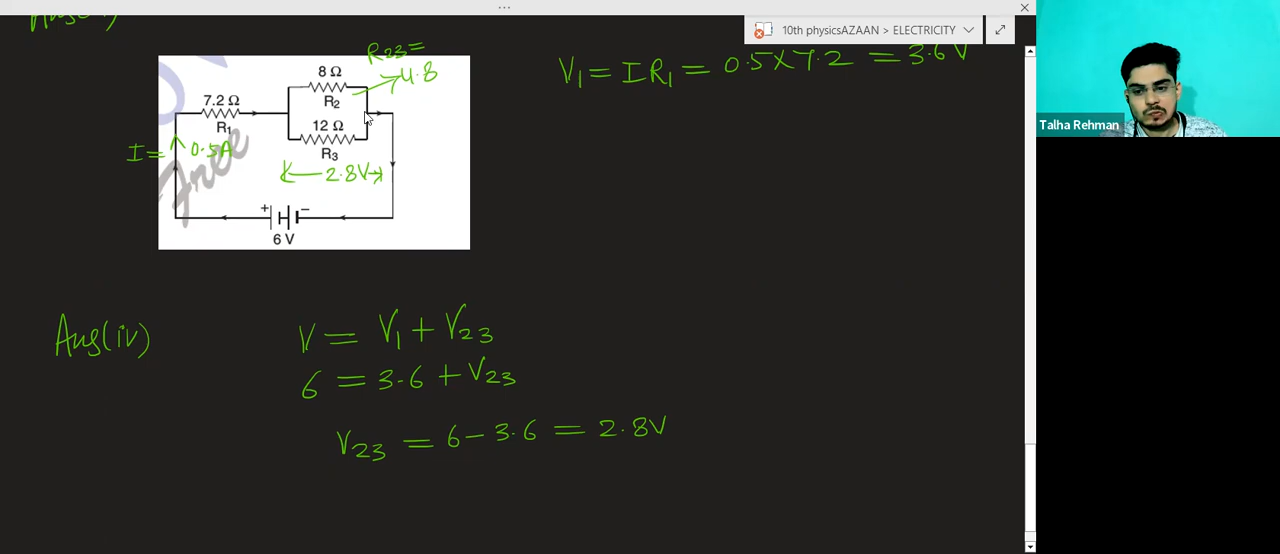 10th physicsAZAAN > ELECTRICITY
V1 = IR1 = 0.5 x 7.2 = 3.6 V
R23 =
4.8
8 Ω
R2
7.2 Ω
R1
12 Ω
R3
I = 0.5A
2.8V
Free
+ −
6 V
Talha Rehman
Ans(iv) V = V1 + V23
6 = 3.6 + V23
V23 = 6 − 3.6 = 2.8V